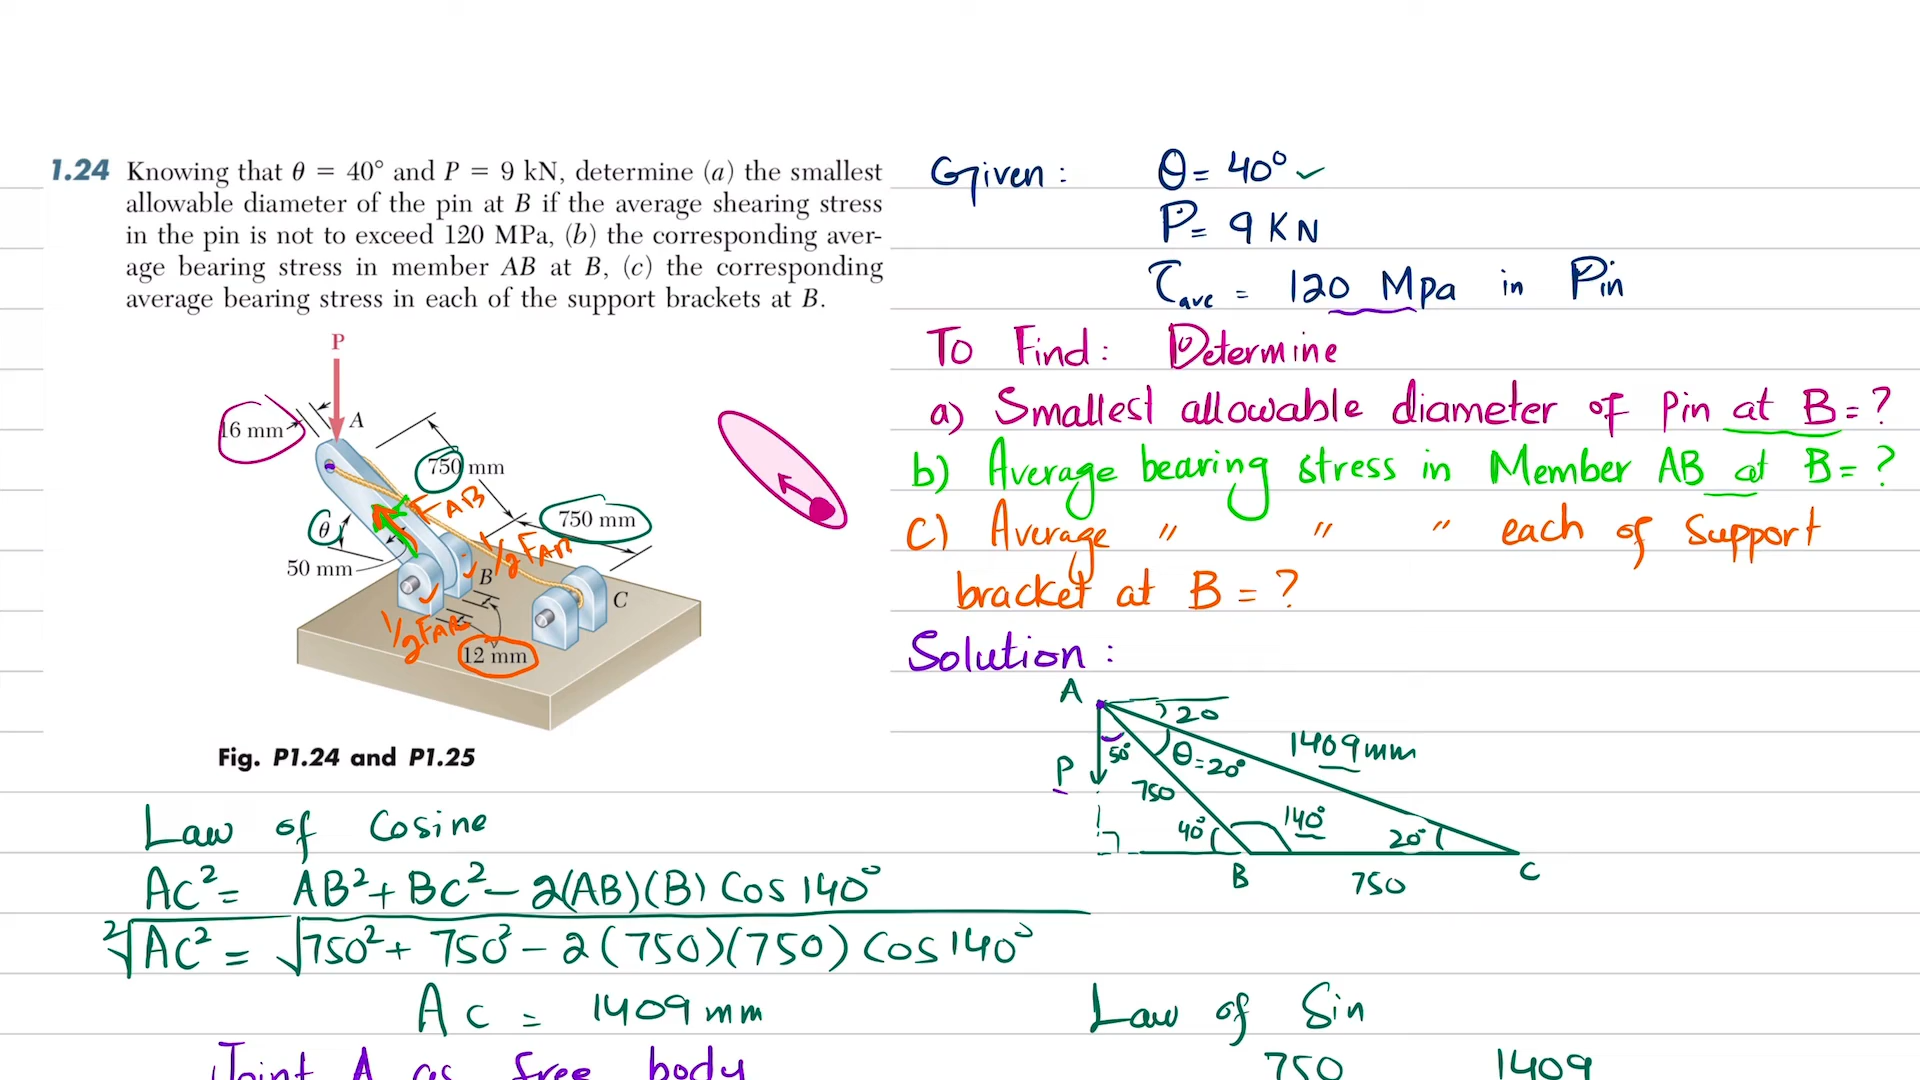 1.24 Knowing that θ = 40° and P = 9 kN, determine (a) the smallest
allowable diameter of the pin at B if the average shearing stress
in the pin is not to exceed 120 MPa, (b) the corresponding aver-
age bearing stress in member AB at B, (c) the corresponding
average bearing stress in each of the support brackets at B.
P
A
16 mm
750 mm
FAB
750 mm
θ
50 mm
1/2 FAB
B
C
1/2 FAB
12 mm
Fig. P1.24 and P1.25
Given : θ = 40° ✓
P = 9 KN
τave = 120 Mpa in Pin
To Find : Determine
a) Smallest allowable diameter of Pin at B = ?
b) Average bearing stress in Member AB at B = ?
c) Average " " " each of Support
bracket at B = ?
Solution :
A
20
1409 mm
50°
θ = 20°
P
750
40°
140°
20°
B
750
C
Law of Cosine
AC² = AB² + BC² - 2(AB)(B) Cos 140°
2√AC² = √750² + 750² - 2(750)(750) Cos 140°
AC = 1409 mm
Joint A as free body
Law of Sin
750 1409